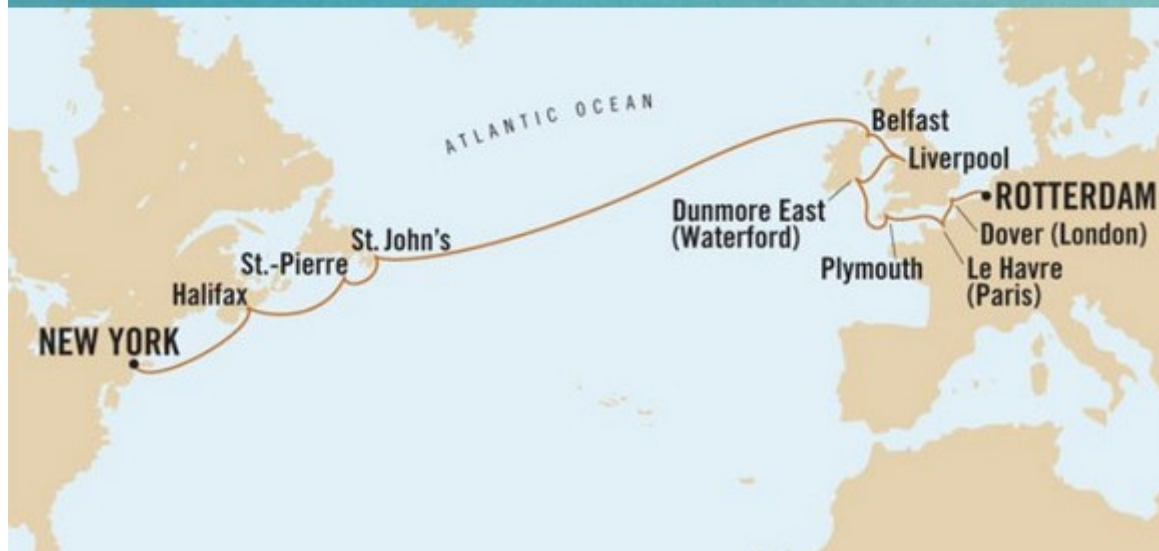 ATLANTIC OCEAN
Belfast
Liverpool
ROTTERDAM
Dunmore East
(Waterford)
Dover (London)
St. John's
St.-Pierre
Plymouth
Le Havre
(Paris)
Halifax
NEW YORK